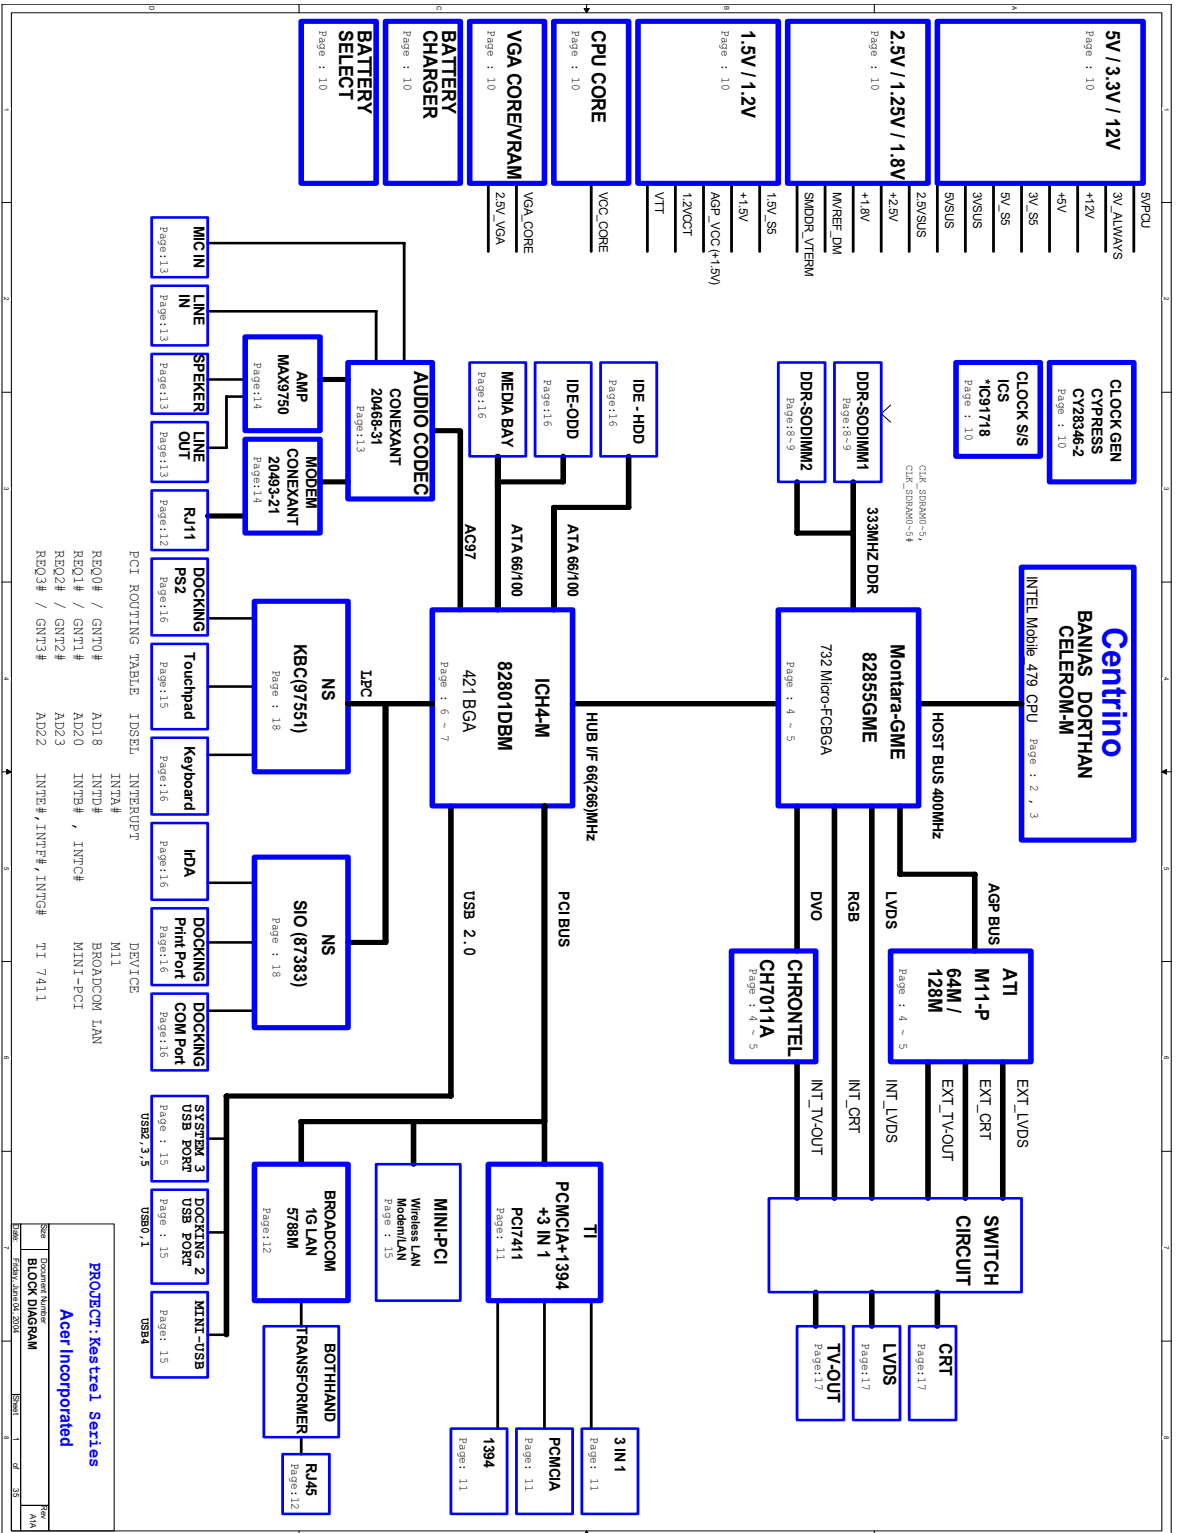 5V / 3.3V / 12V
Page : 10
5VPCU
3V_ALWAYS
+12V
+5V
3V_S5
5V_S5
3VSUS
5VSUS
2.5V / 1.25V / 1.8V
Page : 10
2.5VSUS
+2.5V
+1.8V
MVREF_DM
SMDDR_VTERM
1.5V / 1.2V
Page : 10
1.5V_S5
+1.5V
AGP_VCC (+1.5V)
1.2VCCT
VTT
CPU CORE
Page : 10
VCC_CORE
VGA CORE/VRAM
Page : 10
VGA_CORE
2.5V_VGA
BATTERY
CHARGER
Page : 10
BATTERY
SELECT
Page : 10
CLOCK GEN
CYPRESS
CY28346-2
Page : 10
CLOCK S/S
ICS
*IC91718
Page : 10
Centrino
BANIAS DORTHAN
CELEROM-M
INTEL Mobile 479 CPU
Page : 2 , 3
CLK_SDRAM0~5,
CLK_SDRAM0~5#
DDR-SODIMM1
Page:8~9
DDR-SODIMM2
Page:8~9
333MHZ DDR
HOST BUS 400MHz
Montara-GME
82855GME
732 Micro-FCBGA
Page : 4 ~ 5
AGP BUS
LVDS
RGB
DVO
ATI
M11-P
64M /
128M
Page : 4 ~ 5
CHRONTEL
CH7011A
Page : 4 ~ 5
EXT_LVDS
EXT_CRT
EXT_TV-OUT
INT_LVDS
INT_CRT
INT_TV-OUT
SWITCH
CIRCUIT
CRT
Page:17
LVDS
Page:17
TV-OUT
Page:17
HUB I/F 66(266)MHz
IDE - HDD
Page:16
IDE-ODD
Page:16
MEDIA BAY
Page:16
ATA 66/100
ATA 66/100
AC97
ICH4-M
82801DBM
421 BGA
Page : 6 ~ 7
PCI BUS
USB 2.0
LPC
TI
PCMCIA+1394
+3 IN 1
PCI7411
Page: 11
3 IN 1
Page: 11
PCMCIA
Page: 11
1394
Page: 11
MINI-PCI
Wireless LAN
Modem/LAN
Page : 15
BROADCOM
1G LAN
5788M
Page:12
BOTHHAND
TRANSFORMER
RJ45
Page:12
AUDIO CODEC
CONEXANT
20468-31
Page:13
AMP
MAX9750
Page:14
MODEM
CONEXANT
20493-21
Page:14
NS
KBC(97551)
Page : 18
NS
SIO (87383)
Page : 18
MIC IN
Page:13
LINE
IN
Page:13
SPEKER
Page:13
LINE
OUT
Page:13
RJ11
Page:12
DOCKING
PS2
Page:16
Touchpad
Page:15
Keyboard
Page:16
IrDA
Page:16
DOCKING
Print Port
Page:16
DOCKING
COM Port
Page:16
SYSTEM 3
USB PORT
Page : 15
USB2,3,5
DOCKING 2
USB PORT
Page : 15
USB0,1
MINI-USB
Page: 15
USB4
PCI ROUTING TABLE IDSEL INTERUPT DEVICE
INTA# M11
REQ0# / GNT0# AD18 INTD# BROADCOM LAN
REQ1# / GNT1# AD20 INTB# , INTC# MINI-PCI
REQ2# / GNT2# AD23
REQ3# / GNT3# AD22 INTE#,INTF#,INTG# TI 7411
PROJECT:Kestrel Series
Acer Incorporated
Size Document Number Rev
BLOCK DIAGRAM A1A
Date: Friday, June 04, 2004 Sheet 1 of 35